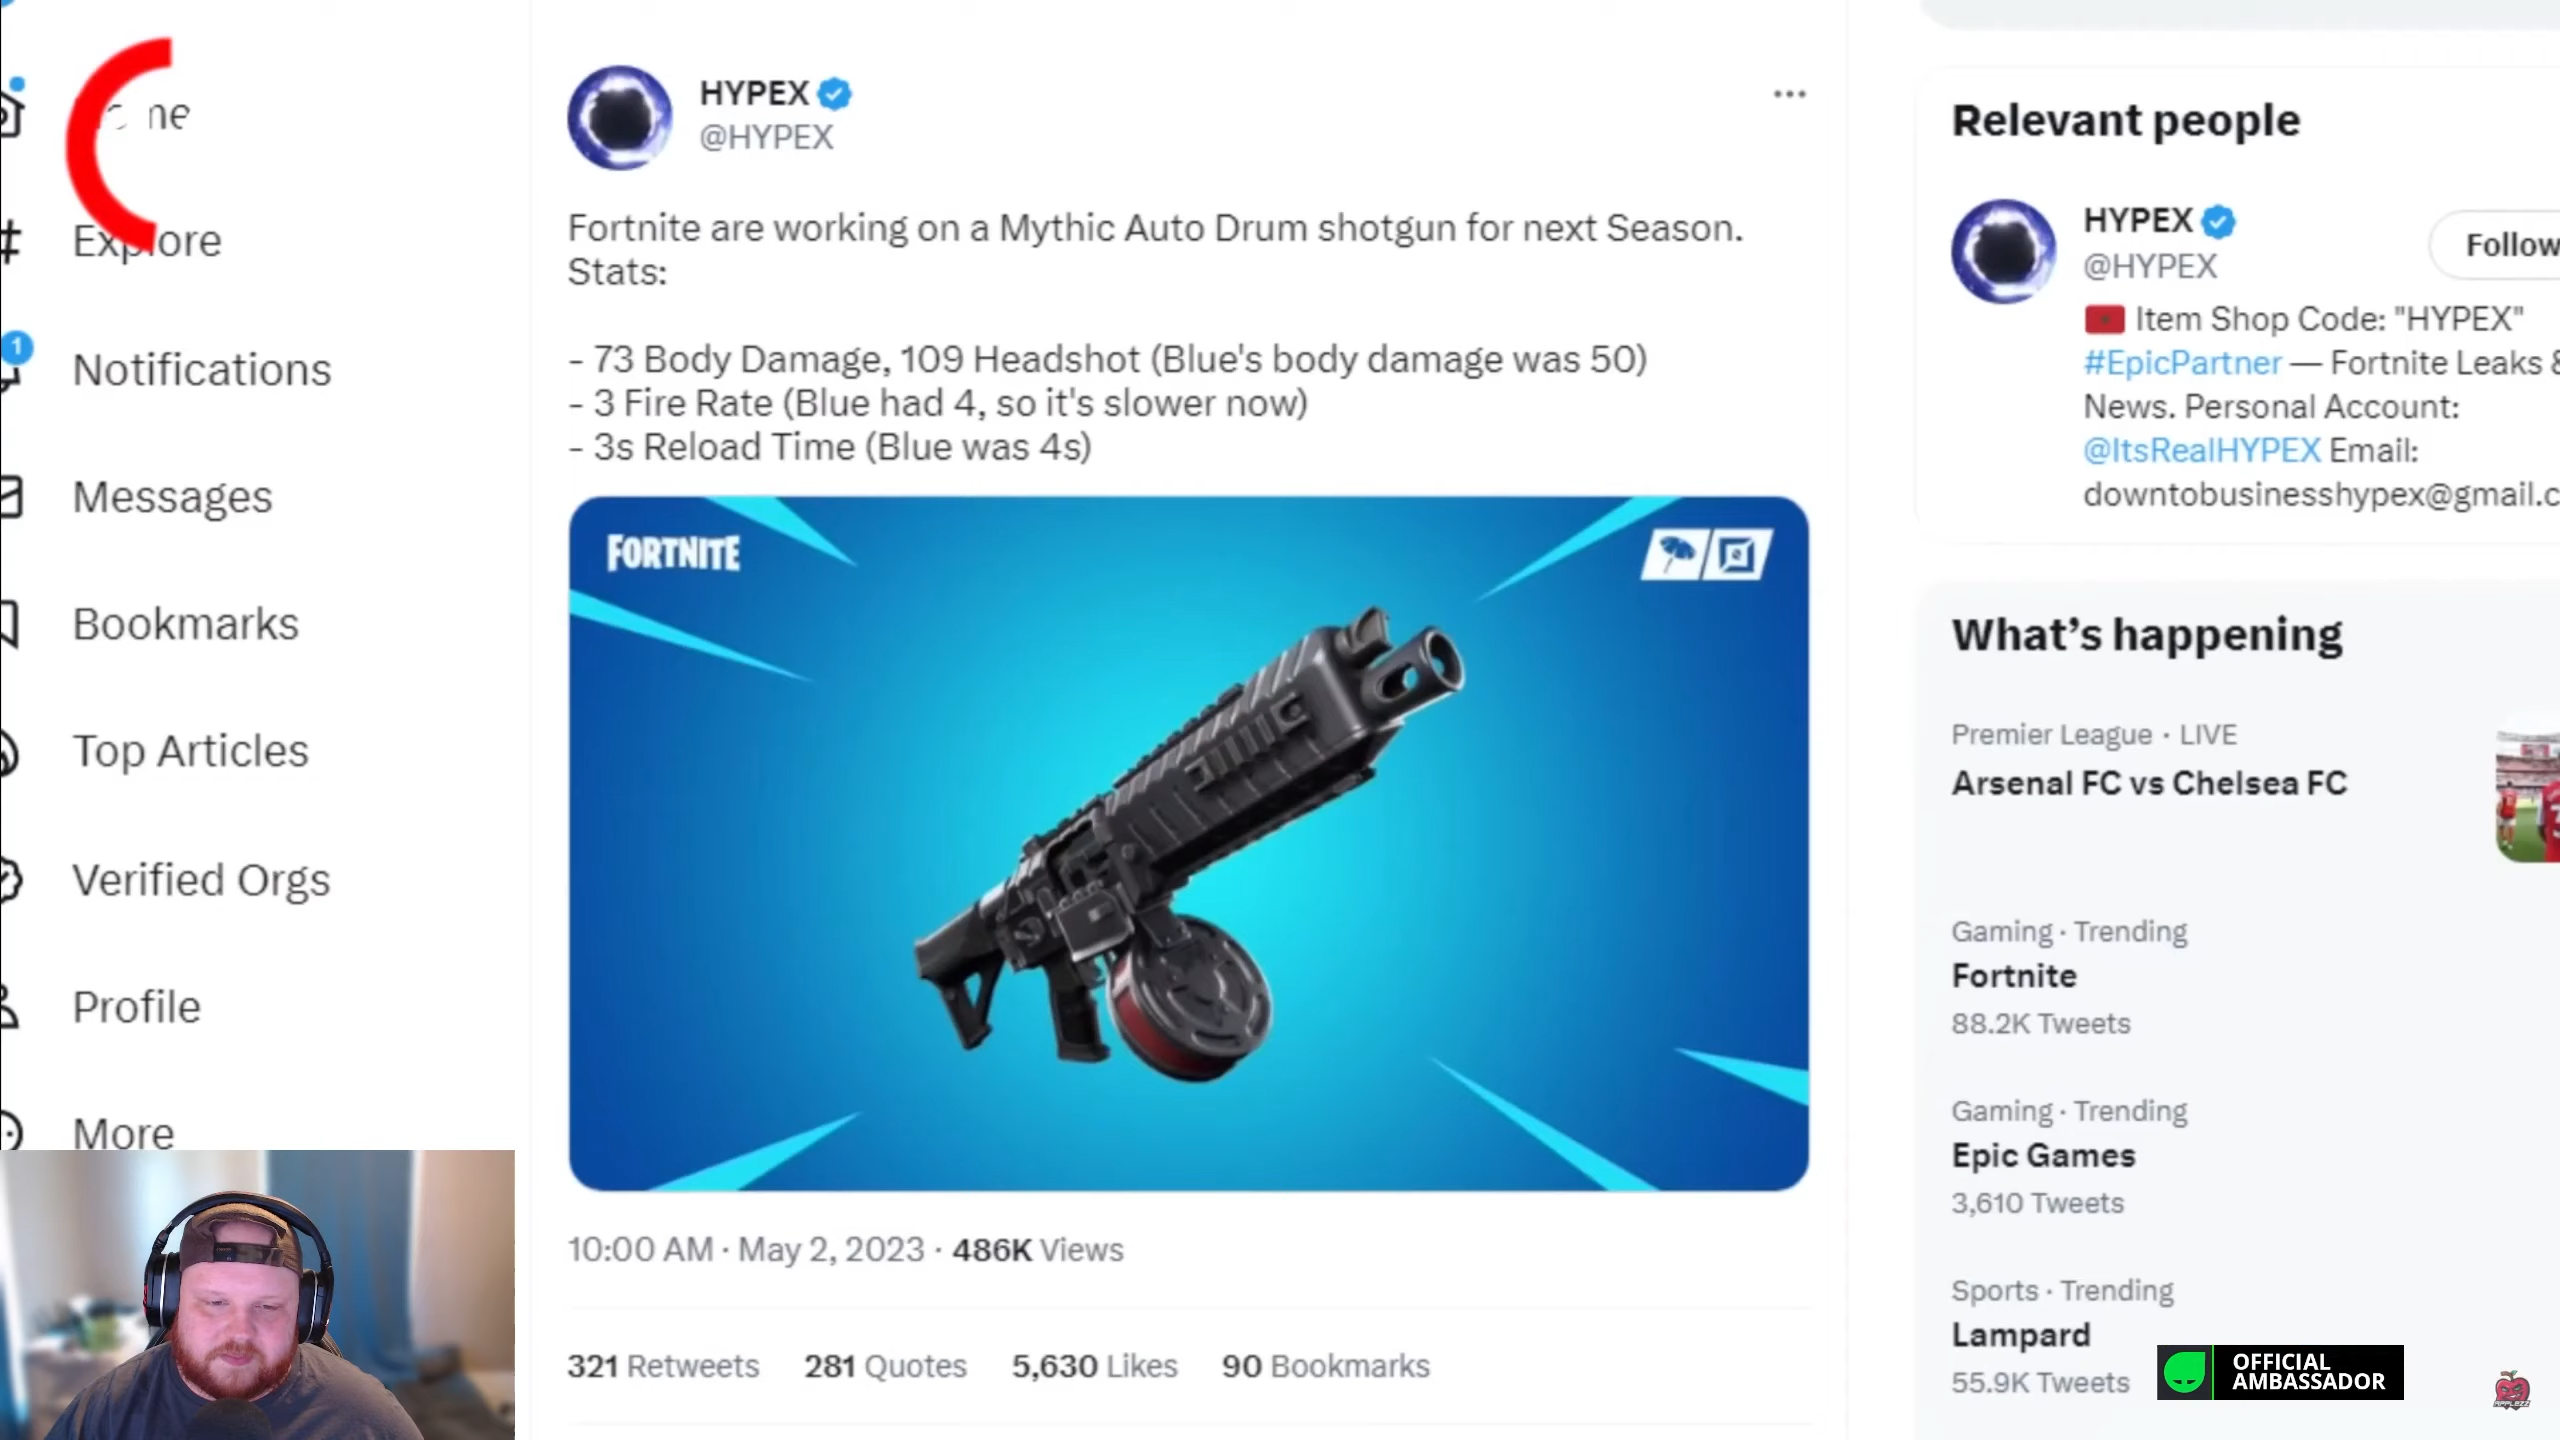 Explore
Notifications
1
Messages
Bookmarks
Top Articles
Verified Orgs
Profile
More
HYPEX
@HYPEX
Fortnite are working on a Mythic Auto Drum shotgun for next Season.
Stats:
- 73 Body Damage, 109 Headshot (Blue's body damage was 50)
- 3 Fire Rate (Blue had 4, so it's slower now)
- 3s Reload Time (Blue was 4s)
FORTNITE
10:00 AM · May 2, 2023 · 486K Views
321 Retweets 281 Quotes 5,630 Likes 90 Bookmarks
Relevant people
HYPEX
@HYPEX
Follow
Item Shop Code: "HYPEX"
#EpicPartner — Fortnite Leaks &
News. Personal Account:
@ItsRealHYPEX Email:
downtobusinesshypex@gmail.c
What's happening
Premier League · LIVE
Arsenal FC vs Chelsea FC
Gaming · Trending
Fortnite
88.2K Tweets
Gaming · Trending
Epic Games
3,610 Tweets
Sports · Trending
Lampard
55.9K Tweets
OFFICIAL
AMBASSADOR